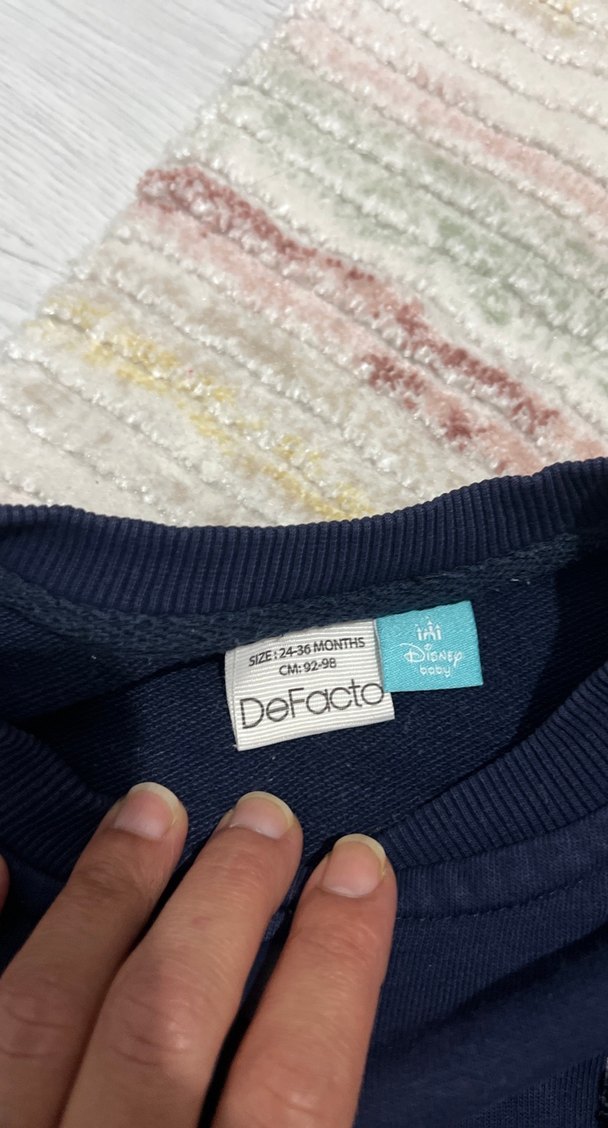 SIZE : 24-36 MONTHS
CM: 92-98
DeFacto
Disney
baby